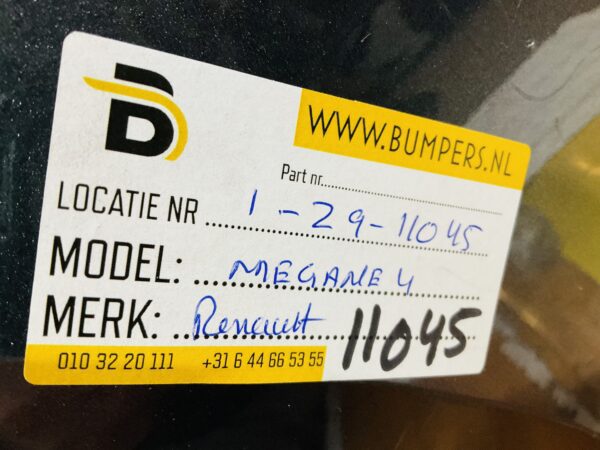 B
WWW.BUMPERS.NL
Part nr.
LOCATIE NR 1-29-11045
MODEL: MEGANE 4
MERK: Renault 11045
010 32 20 111 +31 6 44 66 53 55